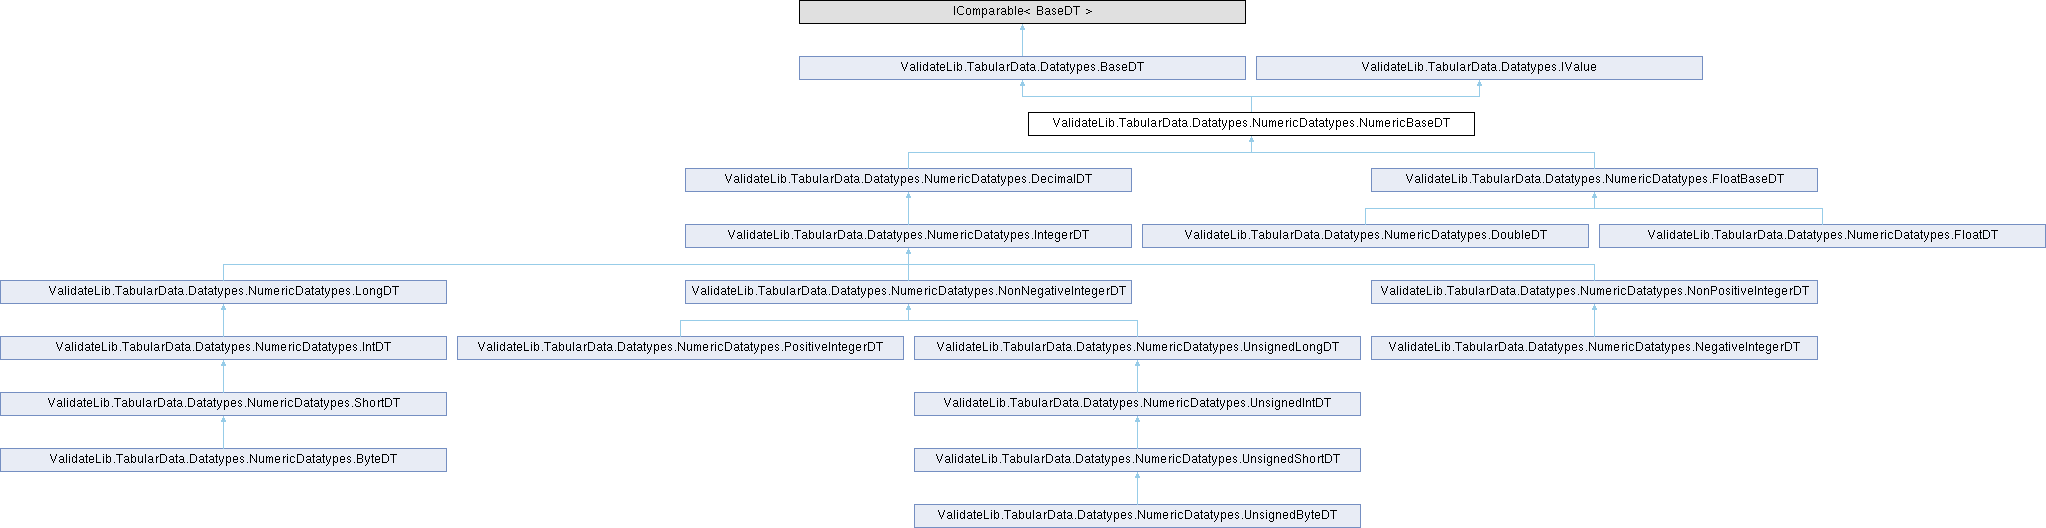 IComparable< BaseDT >
ValidateLib.TabularData.Datatypes.BaseDT
ValidateLib.TabularData.Datatypes.IValue
ValidateLib.TabularData.Datatypes.NumericDatatypes.NumericBaseDT
ValidateLib.TabularData.Datatypes.NumericDatatypes.DecimalDT
ValidateLib.TabularData.Datatypes.NumericDatatypes.FloatBaseDT
ValidateLib.TabularData.Datatypes.NumericDatatypes.IntegerDT
ValidateLib.TabularData.Datatypes.NumericDatatypes.DoubleDT
ValidateLib.TabularData.Datatypes.NumericDatatypes.FloatDT
ValidateLib.TabularData.Datatypes.NumericDatatypes.LongDT
ValidateLib.TabularData.Datatypes.NumericDatatypes.NonNegativeIntegerDT
ValidateLib.TabularData.Datatypes.NumericDatatypes.NonPositiveIntegerDT
ValidateLib.TabularData.Datatypes.NumericDatatypes.IntDT
ValidateLib.TabularData.Datatypes.NumericDatatypes.PositiveIntegerDT
ValidateLib.TabularData.Datatypes.NumericDatatypes.UnsignedLongDT
ValidateLib.TabularData.Datatypes.NumericDatatypes.NegativeIntegerDT
ValidateLib.TabularData.Datatypes.NumericDatatypes.ShortDT
ValidateLib.TabularData.Datatypes.NumericDatatypes.UnsignedIntDT
ValidateLib.TabularData.Datatypes.NumericDatatypes.ByteDT
ValidateLib.TabularData.Datatypes.NumericDatatypes.UnsignedShortDT
ValidateLib.TabularData.Datatypes.NumericDatatypes.UnsignedByteDT